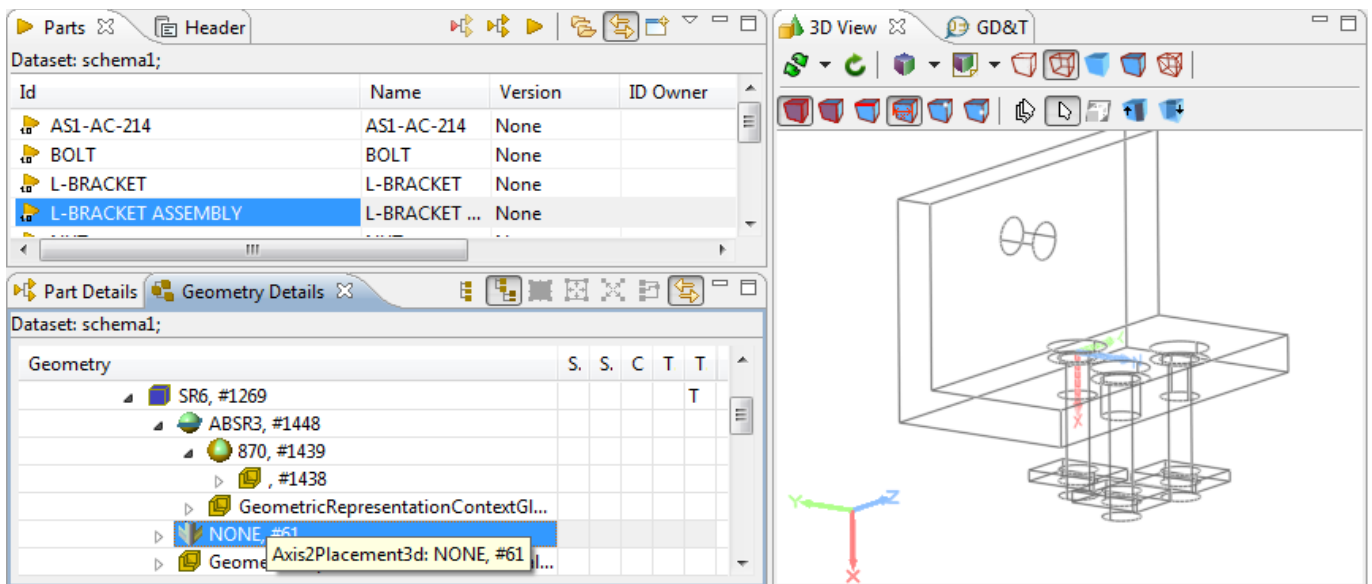 Parts
Header
Dataset: schema1;
Id Name Version ID Owner
AS1-AC-214 AS1-AC-214 None
BOLT BOLT None
L-BRACKET L-BRACKET None
L-BRACKET ASSEMBLY L-BRACKET ... None
Part Details
Geometry Details
Dataset: schema1;
Geometry S. S. C T T
SR6, #1269 T
ABSR3, #1448
870, #1439
, #1438
GeometricRepresentationContextGl...
NONE, #61
Axis2Placement3d: NONE, #61
Geome
3D View
GD&T
Y
Z
X
Y
Z
X